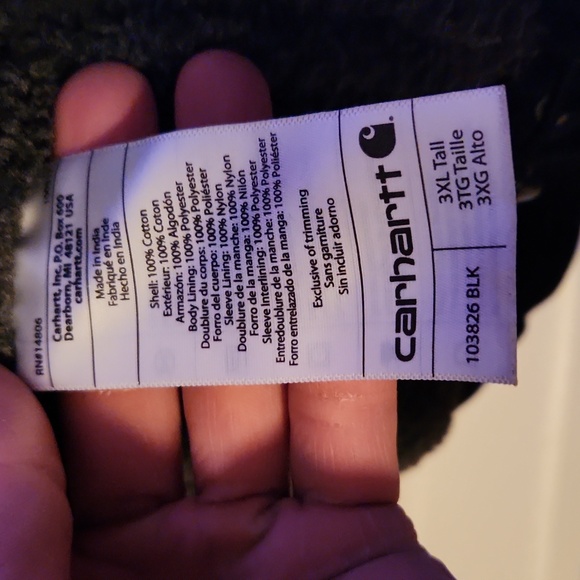 carhartt
3XL Tall
3TG Taille
3XG Alto
103826 BLK
Exclusive of trimming
Sans garniture
Sin incluir adorno
Shell: 100% Cotton
Extérieur: 100% Coton
Armazón: 100% Algodón
Body Lining: 100% Polyester
Doublure du corps: 100% Polyester
Forro del cuerpo: 100% Poliéster
Sleeve Lining: 100% Nylon
Doublure de la manche: 100% Nylon
Forro de la manga: 100% Nilón
Sleeve Interlining: 100% Polyester
Entredoublure de la manche: 100% Polyester
Forro entrelazado de la manga: 100% Poliéster
Made in India
Fabriqué en Inde
Hecho en India
Carhartt, Inc. P.O. Box 600
Dearborn, MI 48121 USA
carhartt.com
RN#14806